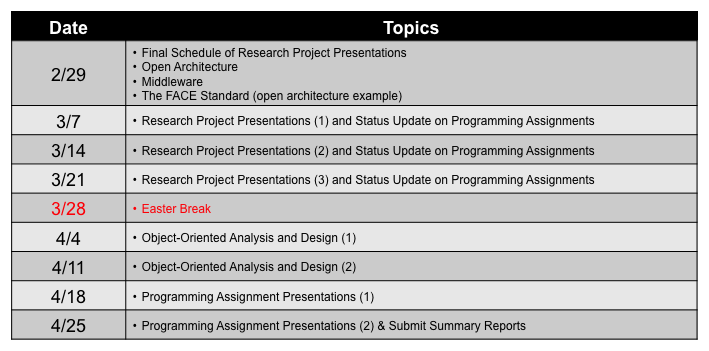 Date Topics
2/29
• Final Schedule of Research Project Presentations
• Open Architecture
• Middleware
• The FACE Standard (open architecture example)
3/7 • Research Project Presentations (1) and Status Update on Programming Assignments
3/14 • Research Project Presentations (2) and Status Update on Programming Assignments
3/21 • Research Project Presentations (3) and Status Update on Programming Assignments
3/28 • Easter Break
4/4 • Object-Oriented Analysis and Design (1)
4/11 • Object-Oriented Analysis and Design (2)
4/18 • Programming Assignment Presentations (1)
4/25 • Programming Assignment Presentations (2) & Submit Summary Reports